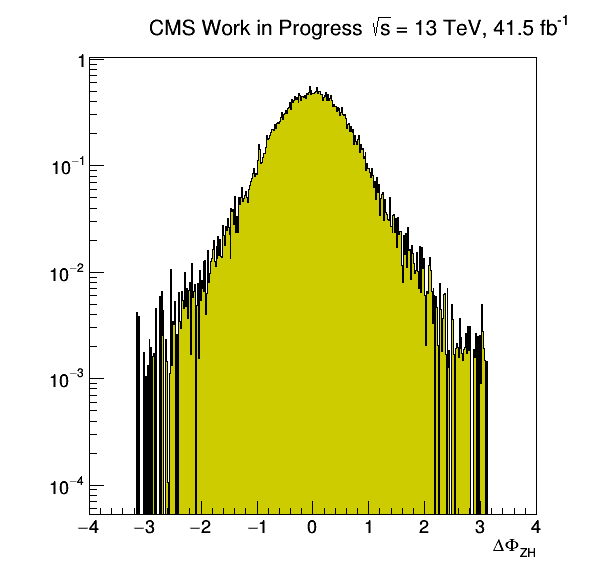 CMS Work in Progress √s = 13 TeV, 41.5 fb⁻¹
1
10⁻¹
10⁻²
10⁻³
10⁻⁴
−4 −3 −2 −1 0 1 2 3 4
ΔΦ_ZH